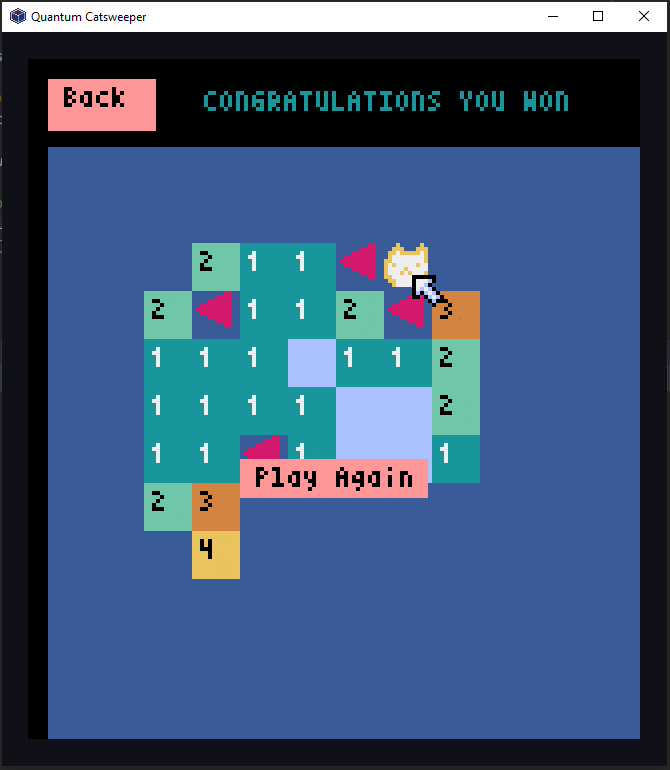 Quantum Catsweeper
Back
CONGRATULATIONS YOU WON
2 1 1
2 1 1 2 3
1 1 1 1 1 2
1 1 1 1 2
1 1 1 1
Play Again
2 3
4